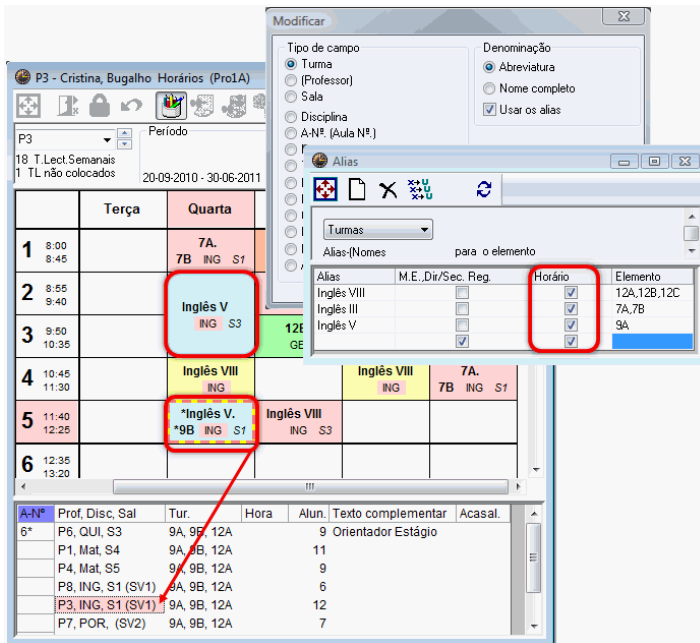 Modificar
Tipo de campo
Turma
(Professor)
Sala
Disciplina
A-Nº. (Aula Nº.)
Denominação
Abreviatura
Nome completo
Usar os alias
P3 - Cristina, Bugalho Horários (Pro1A)
P3
Período
18 T.Lect.Semanais
1 TL não colocados
20-09-2010 - 30-06-2011
Alias
Turmas
Alias-(Nomes para o elemento
Alias M.E.,Dir/Sec. Reg. Horário Elemento
Inglês VIII 12A,12B,12C
Inglês III 7A,7B
Inglês V 9A
Terça Quarta
1 8:00 8:45
7A.
7B ING S1
2 8:55 9:40
Inglês V
ING S3
3 9:50 10:35
12B
GE
4 10:45 11:30
Inglês VIII
ING
Inglês VIII
ING
7A.
7B ING S1
5 11:40 12:25
*Inglês V.
*9B ING S1
Inglês VIII
ING S3
6 12:35 13:20
A-Nº Prof, Disc, Sal Tur. Hora Alun. Texto complementar Acasal.
6* P6, QUI, S3 9A, 9B, 12A 9 Orientador Estágio
P1, Mat, S4 9A, 9B, 12A 11
P4, Mat, S5 9A, 9B, 12A 9
P8, ING, S1 (SV1) 9A, 9B, 12A 6
P3, ING, S1 (SV1) 9A, 9B, 12A 12
P7, POR, (SV2) 9A, 9B, 12A 7